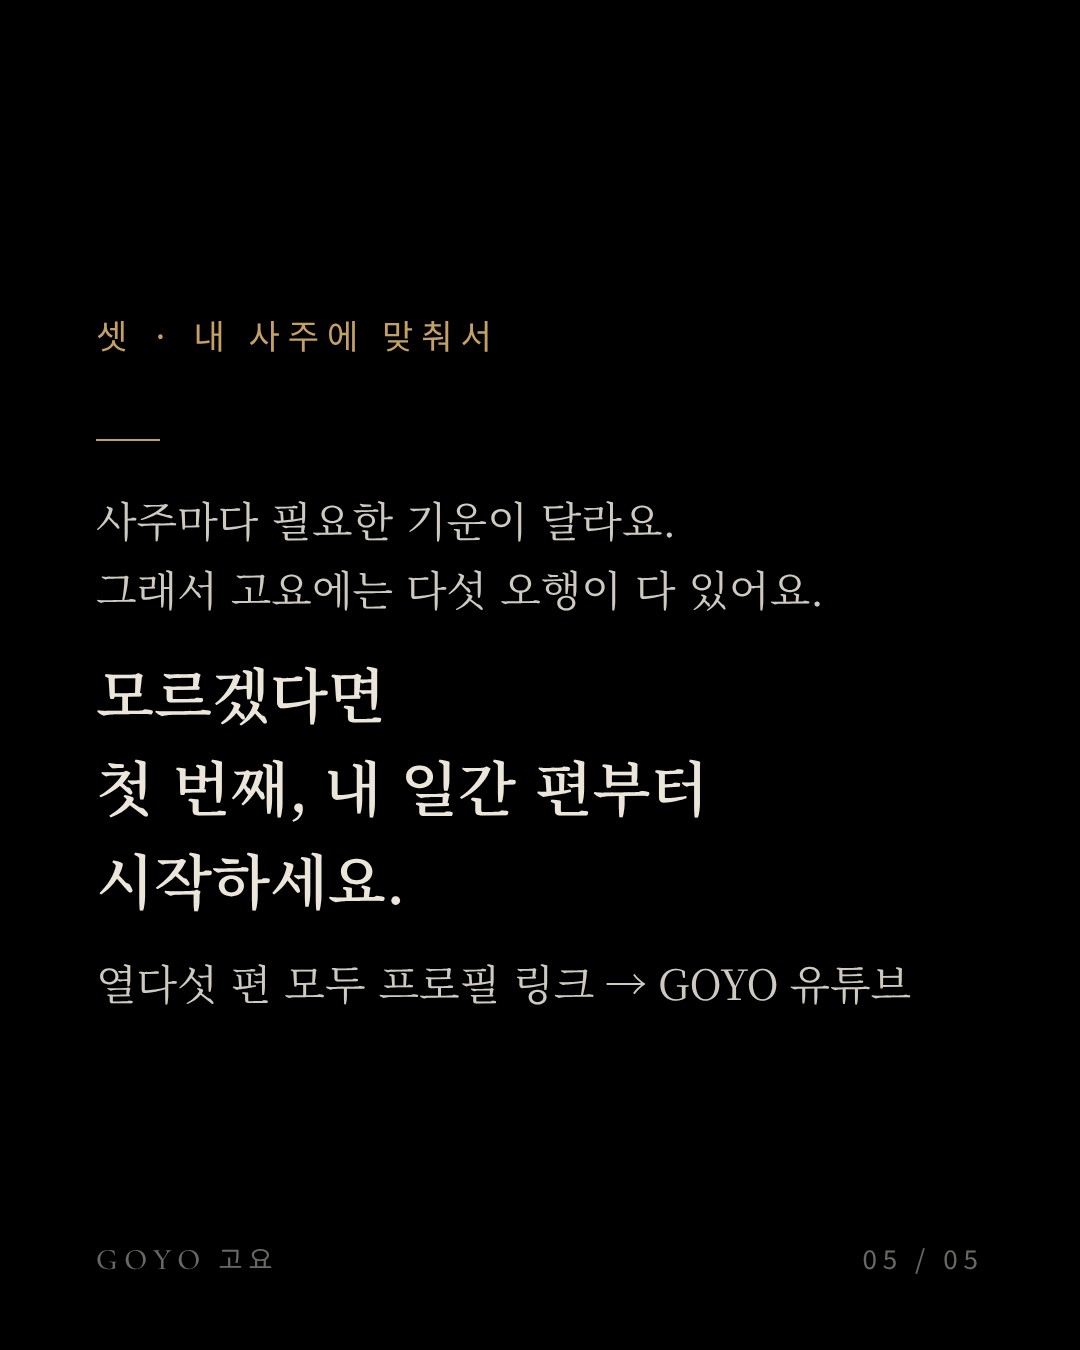 셋 · 내 사주에 맞춰서
사주마다 필요한 기운이 달라요.
그래서 고요에는 다섯 오행이 다 있어요.
모르겠다면
첫 번째, 내 일간 편부터
시작하세요.
열다섯 편 모두 프로필 링크 → GOYO 유튜브
GOYO 고요
05 / 05